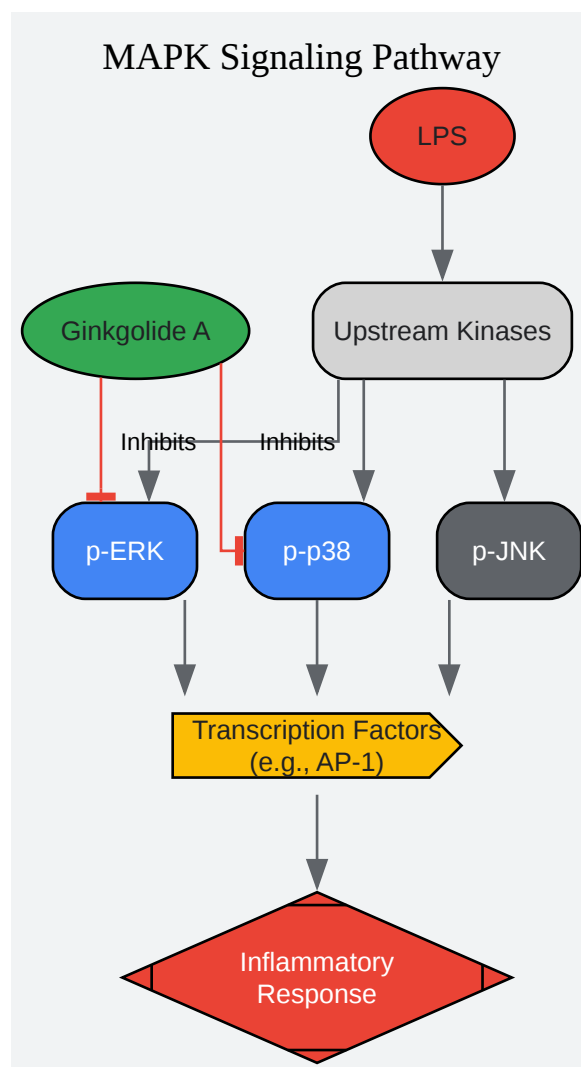 MAPK Signaling Pathway
LPS
Ginkgolide A
Upstream Kinases
Inhibits
Inhibits
p-ERK
p-p38
p-JNK
Transcription Factors
(e.g., AP-1)
Inflammatory
Response